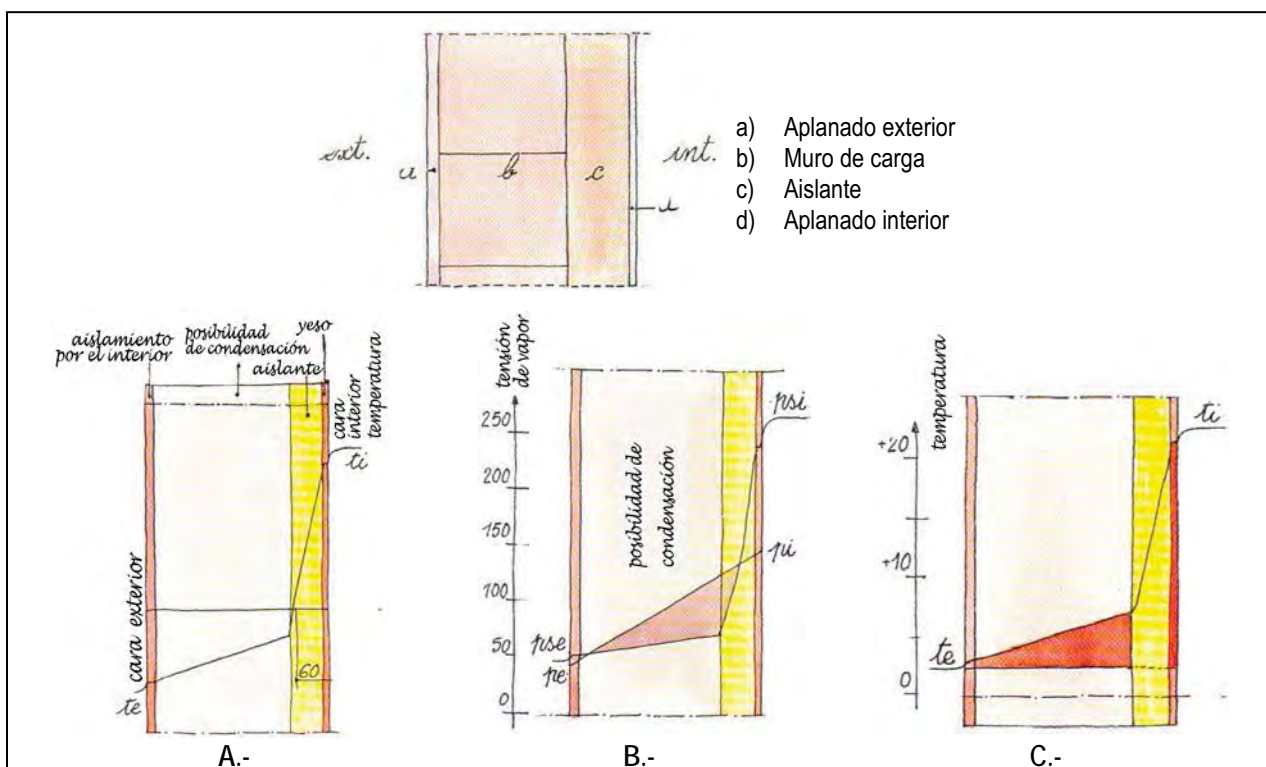 ext.
a
b
c
int.
d
a) Aplanado exterior
b) Muro de carga
c) Aislante
d) Aplanado interior
aislamiento
por el interior
posibilidad
de condensación
aislante
yeso
cara
interior
temperatura
ti
cara exterior
te
60
A.-
tensión
de vapor
250
200
150
100
50
0
posibilidad de
condensación
psi
pi
pse
pe
B.-
temperatura
+20
+10
0
ti
te
C.-